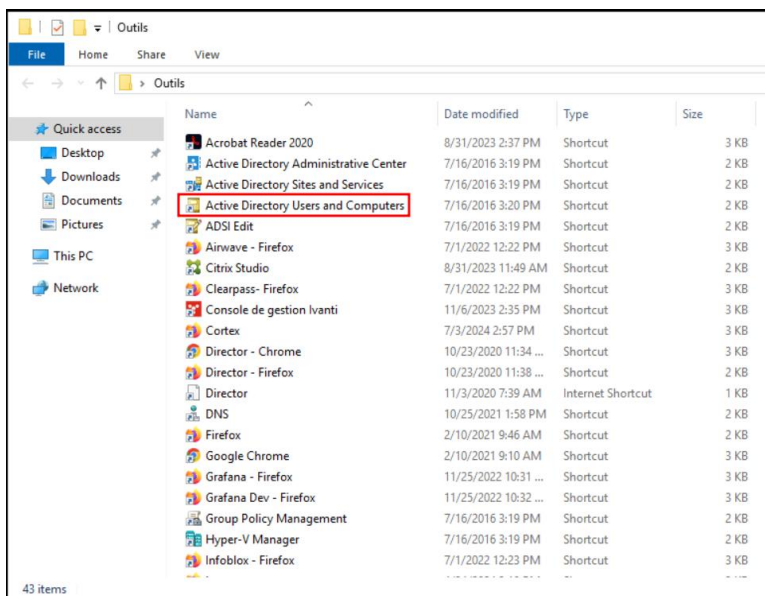 Outils
File Home Share View
Outils
Name Date modified Type Size
Quick access
Desktop
Downloads
Documents
Pictures
This PC
Network
Acrobat Reader 2020 8/31/2023 2:37 PM Shortcut 3 KB
Active Directory Administrative Center 7/16/2016 3:19 PM Shortcut 2 KB
Active Directory Sites and Services 7/16/2016 3:19 PM Shortcut 2 KB
Active Directory Users and Computers 7/16/2016 3:20 PM Shortcut 2 KB
ADSI Edit 7/16/2016 3:19 PM Shortcut 2 KB
Airwave - Firefox 7/1/2022 12:22 PM Shortcut 3 KB
Citrix Studio 8/31/2023 11:49 AM Shortcut 2 KB
Clearpass- Firefox 7/1/2022 12:22 PM Shortcut 3 KB
Console de gestion Ivanti 11/6/2023 2:35 PM Shortcut 3 KB
Cortex 7/3/2024 2:57 PM Shortcut 3 KB
Director - Chrome 10/23/2020 11:34 ... Shortcut 3 KB
Director - Firefox 10/23/2020 11:38 ... Shortcut 2 KB
Director 11/3/2020 7:39 AM Internet Shortcut 1 KB
DNS 10/25/2021 1:58 PM Shortcut 2 KB
Firefox 2/10/2021 9:46 AM Shortcut 2 KB
Google Chrome 2/10/2021 9:10 AM Shortcut 3 KB
Grafana - Firefox 11/25/2022 10:31 ... Shortcut 3 KB
Grafana Dev - Firefox 11/25/2022 10:32 ... Shortcut 3 KB
Group Policy Management 7/16/2016 3:19 PM Shortcut 2 KB
Hyper-V Manager 7/16/2016 3:19 PM Shortcut 2 KB
Infoblox - Firefox 7/1/2022 12:23 PM Shortcut 3 KB
43 items